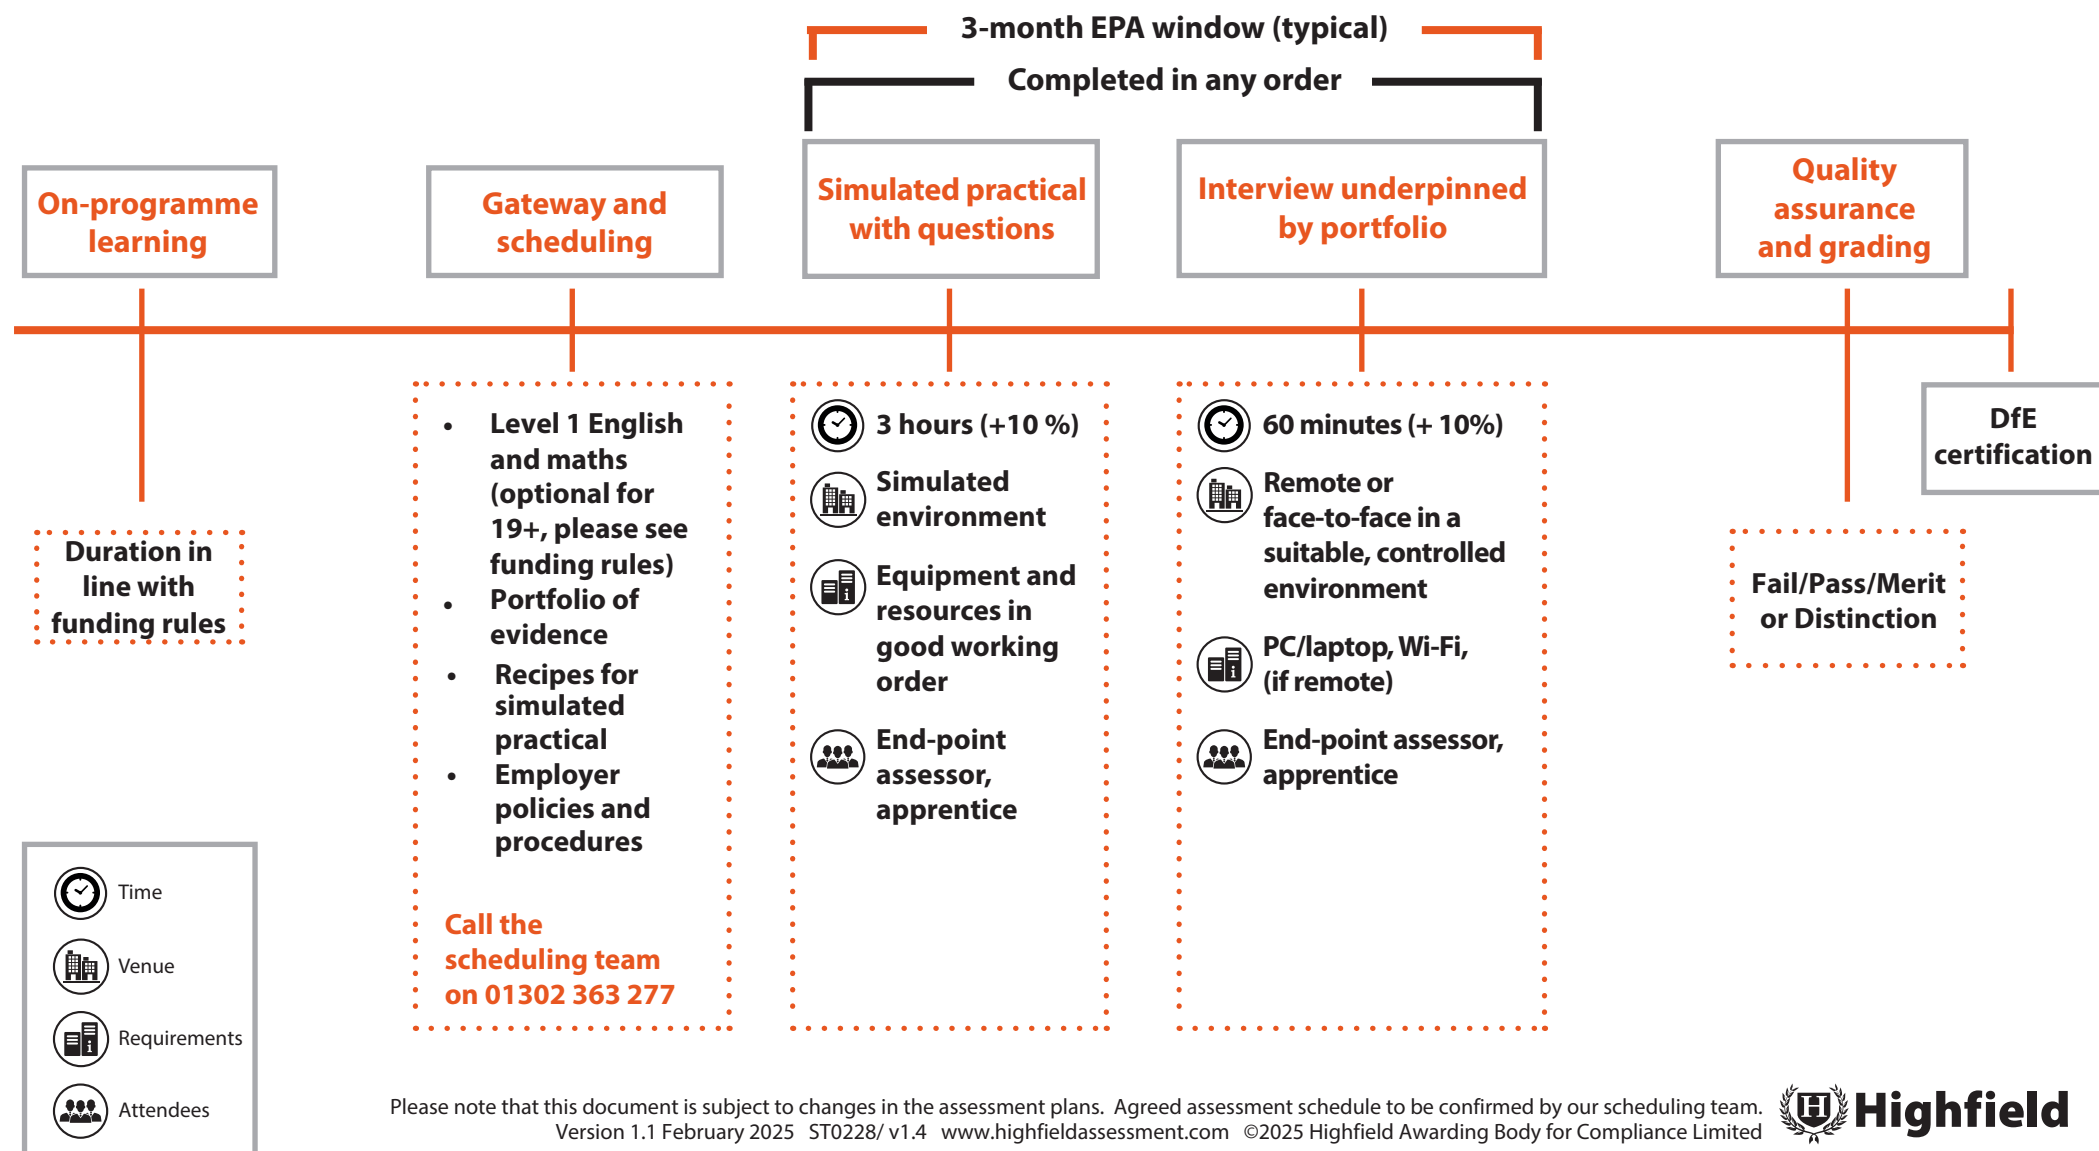 3-month EPA window (typical)
Completed in any order
On-programme
learning
Gateway and
scheduling
Simulated practical
with questions
Interview underpinned
by portfolio
Quality
assurance
and grading
Duration in
line with
funding rules
• Level 1 English
and maths
(optional for
19+, please see
funding rules)
• Portfolio of
evidence
• Recipes for
simulated
practical
• Employer
policies and
procedures
Call the
scheduling team
on 01302 363 277
3 hours (+10 %)
Simulated
environment
Equipment and
resources in
good working
order
End-point
assessor,
apprentice
60 minutes (+ 10%)
Remote or
face-to-face in a
suitable, controlled
environment
PC/laptop, Wi-Fi,
(if remote)
End-point assessor,
apprentice
Fail/Pass/Merit
or Distinction
DfE
certification
Time
Venue
Requirements
Attendees
Please note that this document is subject to changes in the assessment plans. Agreed assessment schedule to be confirmed by our scheduling team.
Version 1.1 February 2025 ST0228/ v1.4 www.highfieldassessment.com ©2025 Highfield Awarding Body for Compliance Limited
H Highfield